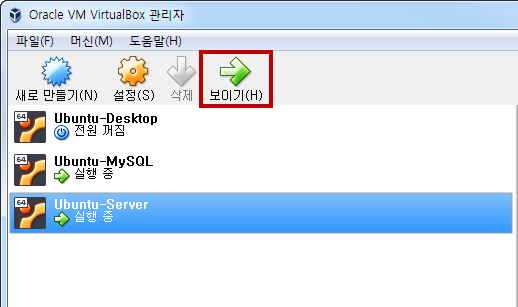 Oracle VM VirtualBox 관리자
파일(F) 머신(M) 도움말(H)
새로 만들기(N) 설정(S) 삭제 보이기(H)
64 Ubuntu-Desktop
전원 꺼짐
64 Ubuntu-MySQL
실행 중
64 Ubuntu-Server
실행 중